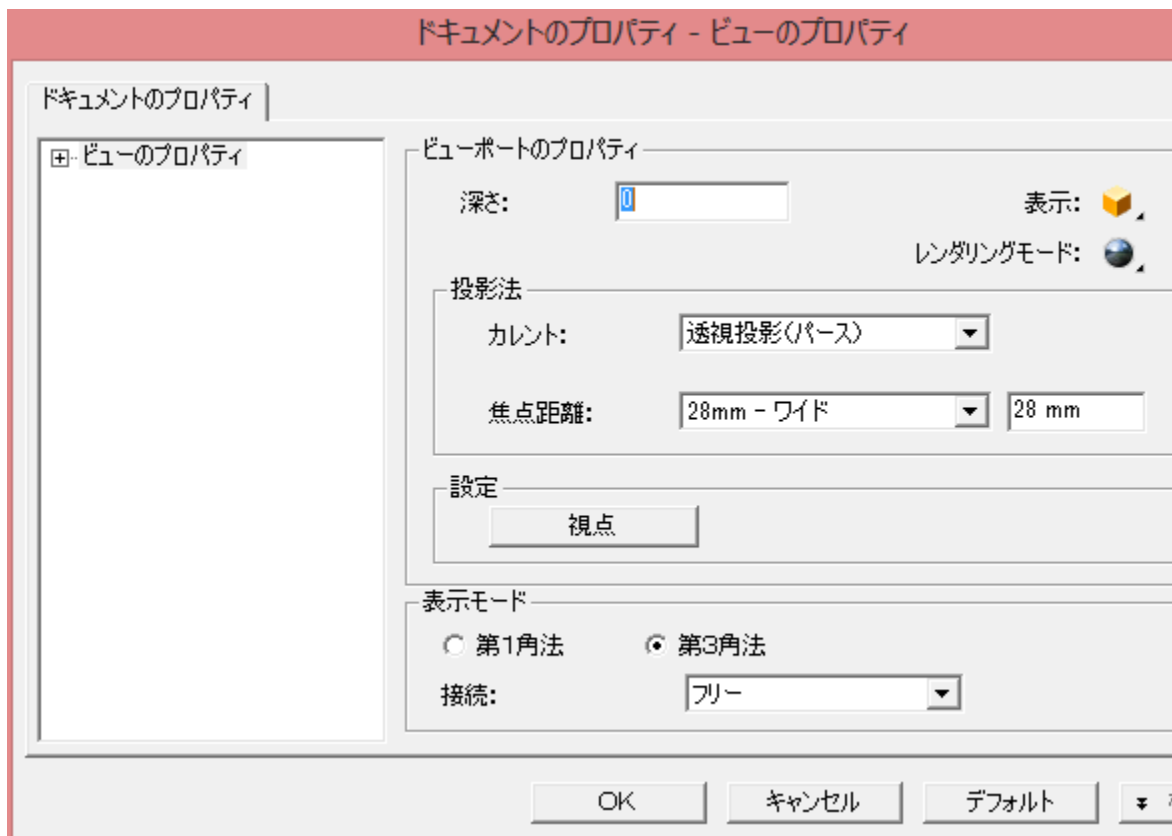 ドキュメントのプロパティ - ビューのプロパティ
ドキュメントのプロパティ
ビューのプロパティ
ビューポートのプロパティ
深さ: 0 表示:
レンダリングモード:
投影法
カレント: 透視投影(パース)
焦点距離: 28mm - ワイド 28 mm
設定
視点
表示モード
第1角法 第3角法
接続: フリー
OK キャンセル デフォルト